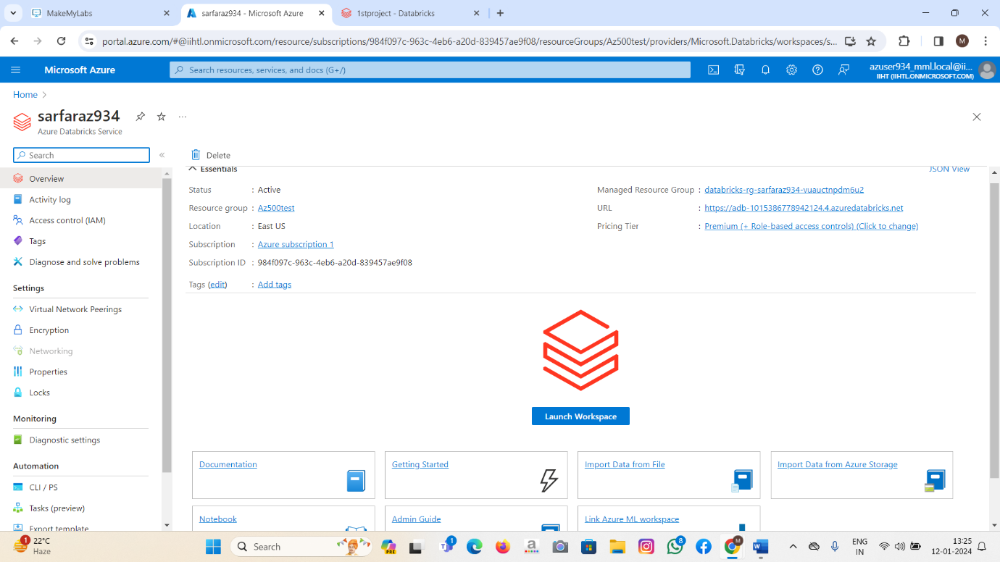 MakeMyLabs
sarfaraz934 - Microsoft Azure
1stproject - Databricks
portal.azure.com/#@iihtl.onmicrosoft.com/resource/subscriptions/984f097c-963c-4eb6-a20d-839457ae9f08/resourceGroups/Az500test/providers/Microsoft.Databricks/workspaces/s...
M
Microsoft Azure
Search resources, services, and docs (G+/)
azuser934_mml.local@ii...
IIHT (IIHTL.ONMICROSOFT.COM)
Home
sarfaraz934
Azure Databricks Service
Search
Delete
Overview
Activity log
Access control (IAM)
Tags
Diagnose and solve problems
Settings
Virtual Network Peerings
Encryption
Networking
Properties
Locks
Monitoring
Diagnostic settings
Automation
CLI / PS
Tasks (preview)
Export template
Essentials
JSON View
Status : Active
Resource group : Az500test
Location : East US
Subscription : Azure subscription 1
Subscription ID : 984f097c-963c-4eb6-a20d-839457ae9f08
Tags (edit) : Add tags
Managed Resource Group : databricks-rg-sarfaraz934-vuauctnpdm6u2
URL : https://adb-1015386778942124.4.azuredatabricks.net
Pricing Tier : Premium (+ Role-based access controls) (Click to change)
Launch Workspace
Documentation
Getting Started
Import Data from File
Import Data from Azure Storage
Notebook
Admin Guide
Link Azure ML workspace
1
22°C
Haze
Search
PRE
1
a
8
M
ENG
IN
13:25
12-01-2024